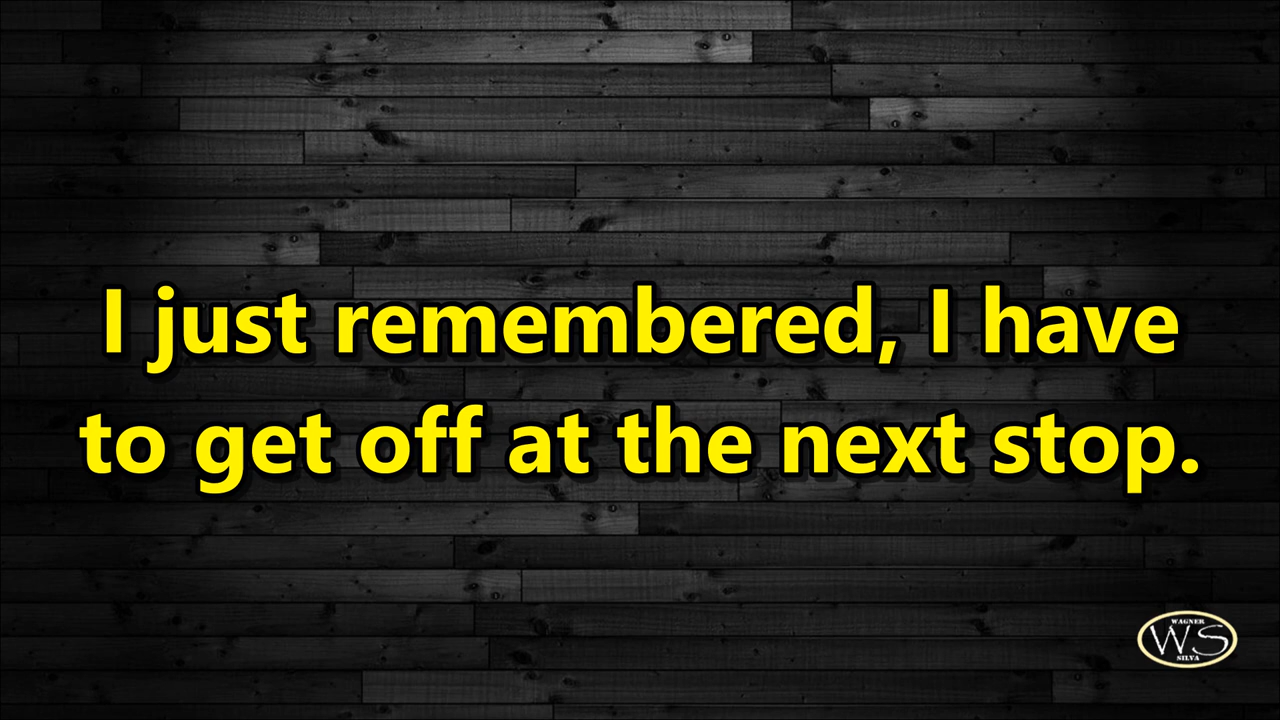 I just remembered, I have
to get off at the next stop.
WAGNER
WS
SILVA